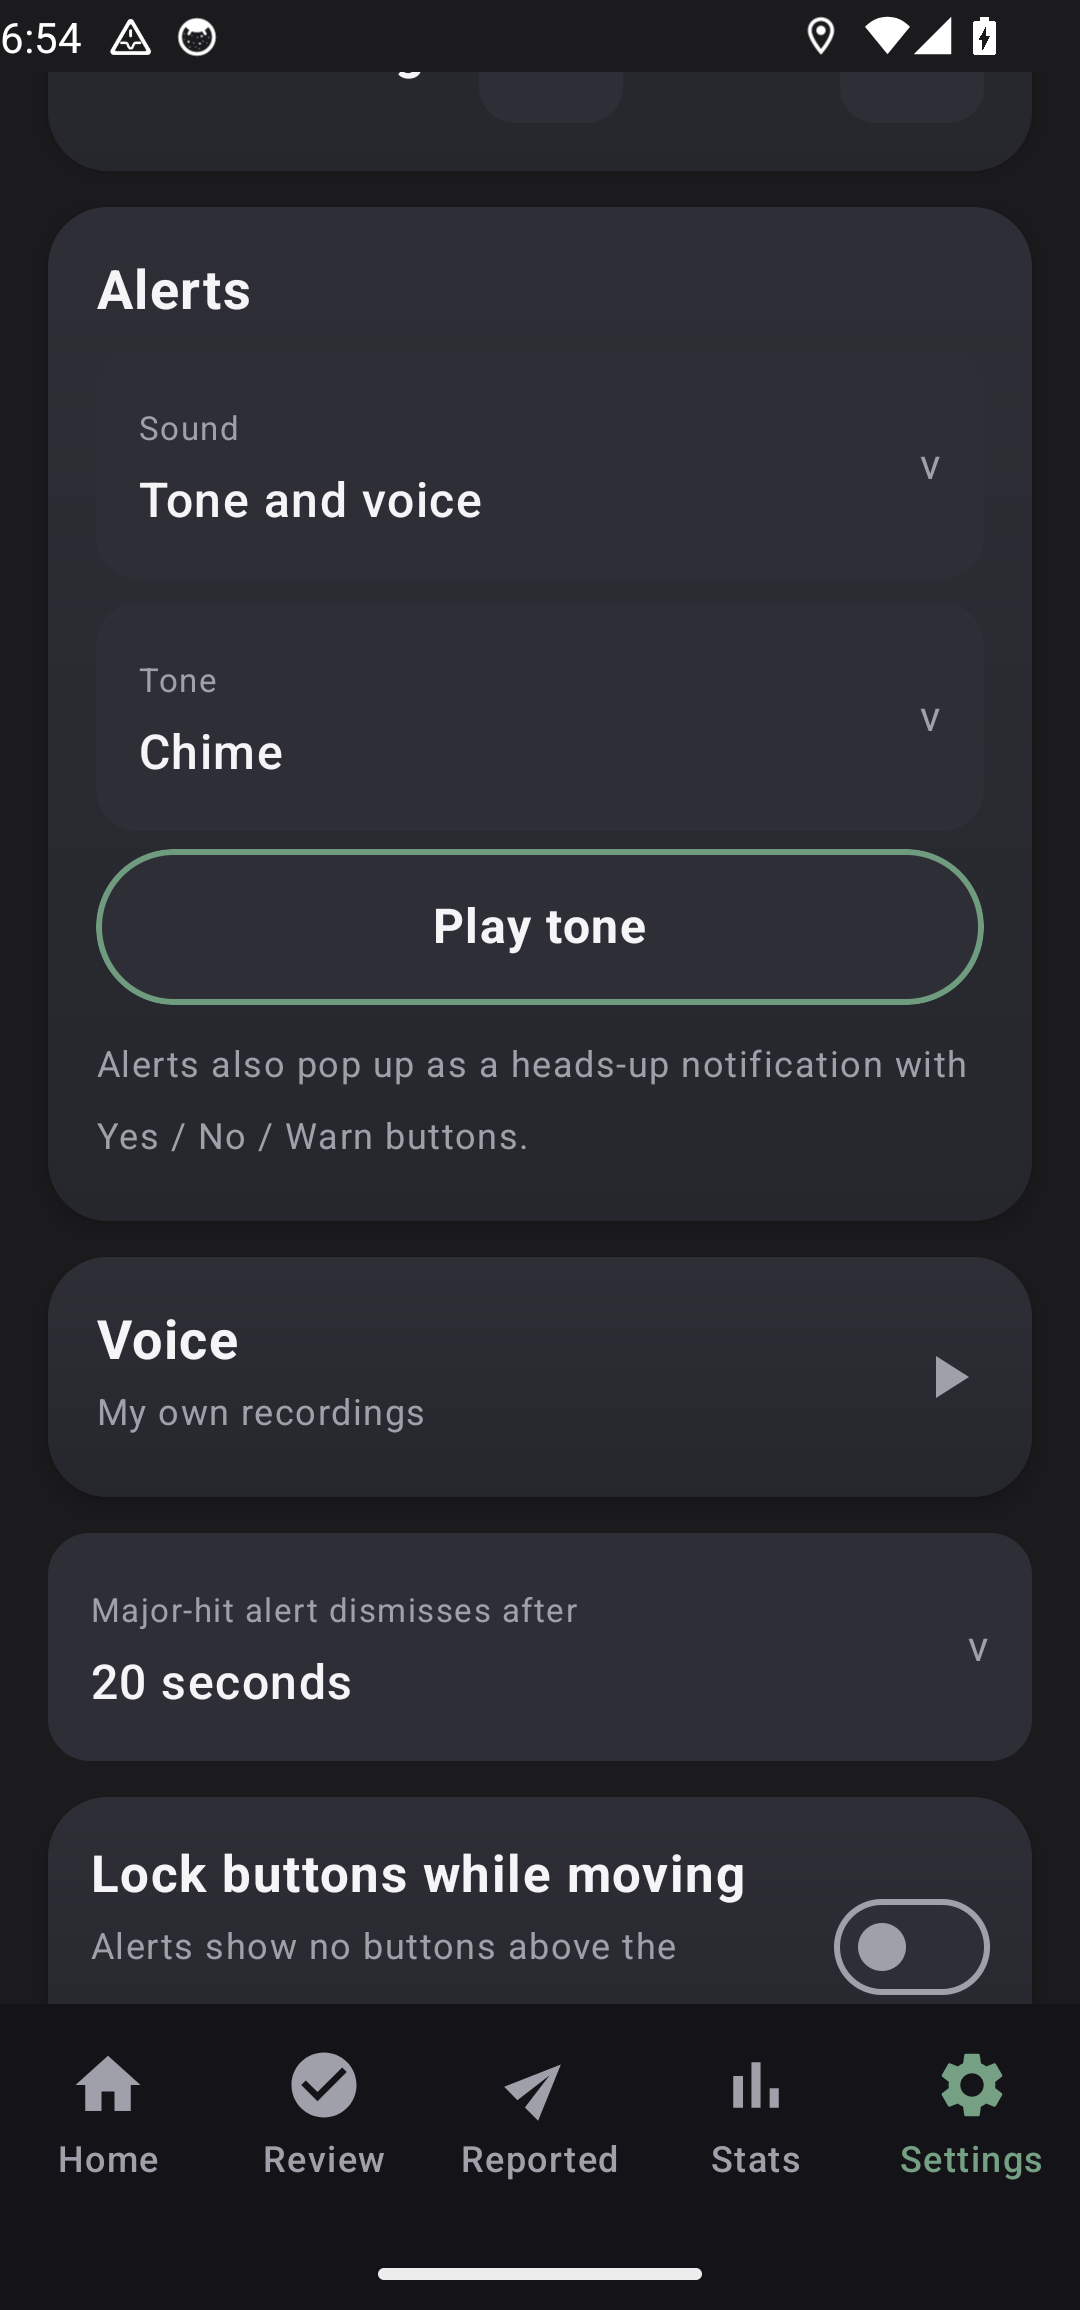 6:54
Alerts
Sound
Tone and voice
v
Tone
Chime
v
Play tone
Alerts also pop up as a heads-up notification with
Yes / No / Warn buttons.
Voice
My own recordings
Major-hit alert dismisses after
20 seconds
v
Lock buttons while moving
Alerts show no buttons above the
Home
Review
Reported
Stats
Settings